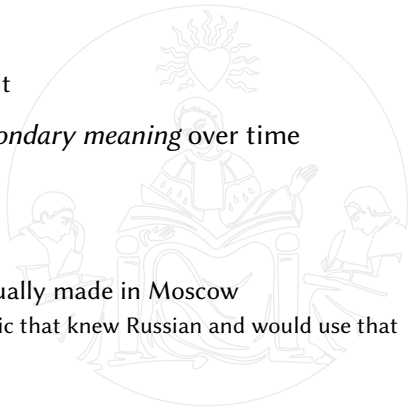 t
ondary meaning over time
ually made in Moscow
ic that knew Russian and would use that